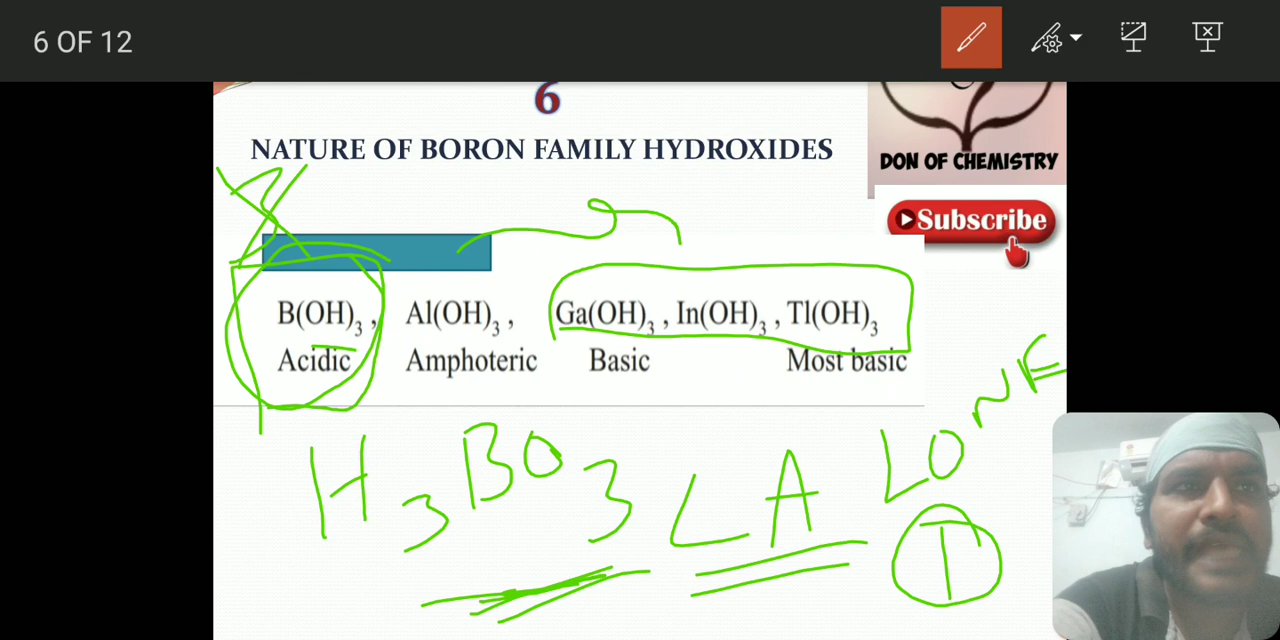 6 OF 12
6
NATURE OF BORON FAMILY HYDROXIDES
DON OF CHEMISTRY
Subscribe
B(OH)₃ , Al(OH)₃ , Ga(OH)₃ , In(OH)₃ , Tl(OH)₃
Acidic Amphoteric Basic Most basic
H₃BO₃ LA LONE
T